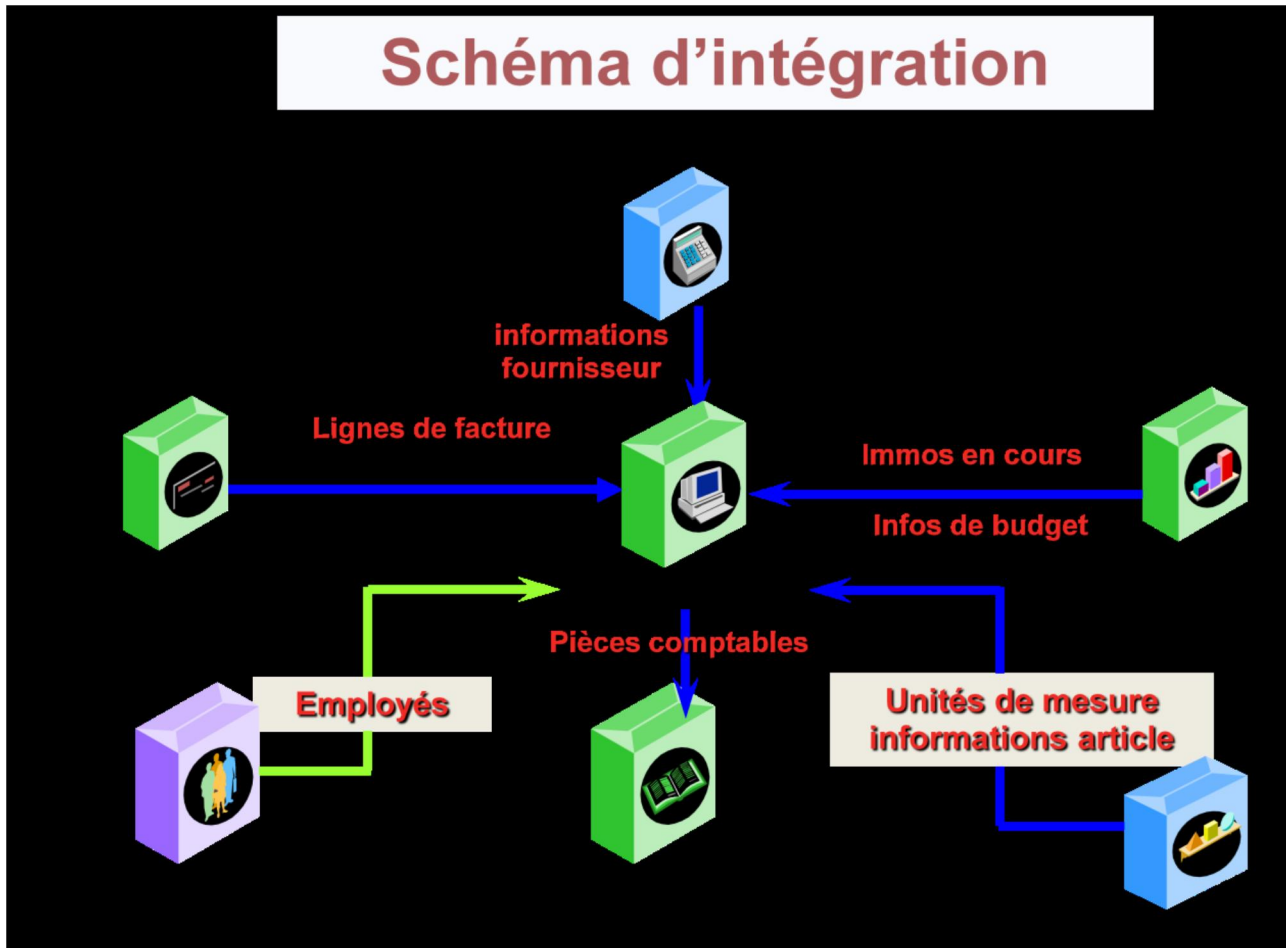 Schéma d'intégration
informations
fournisseur
Lignes de facture
Immos en cours
Infos de budget
Pièces comptables
Employés
Unités de mesure
informations article